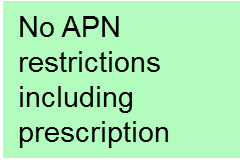 No APN
restrictions
including
prescription